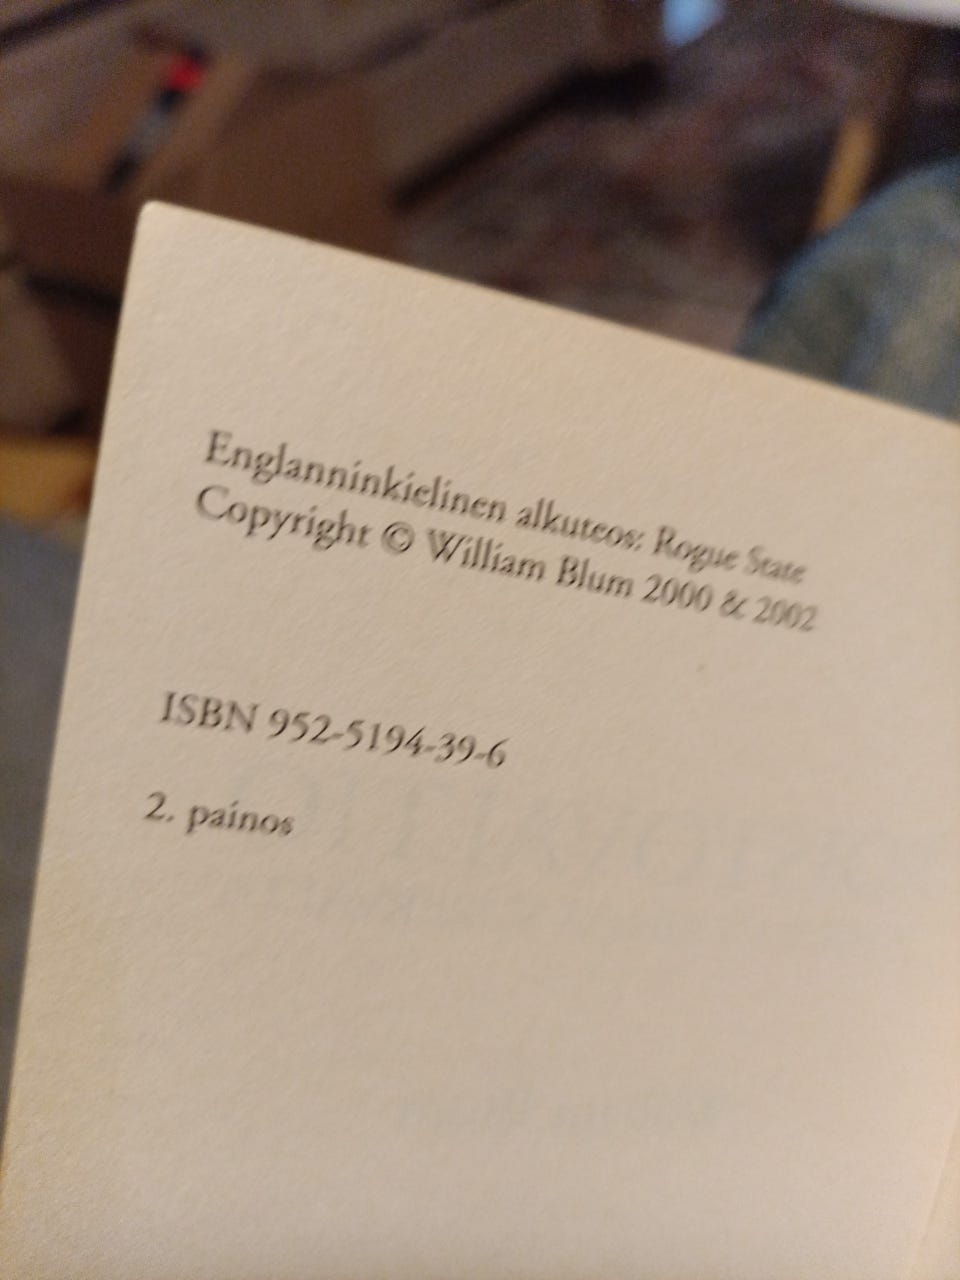 Englanninkielinen alkuteos: Rogue State
Copyright © William Blum 2000 & 2002
ISBN 952-5194-39-6
2. painos